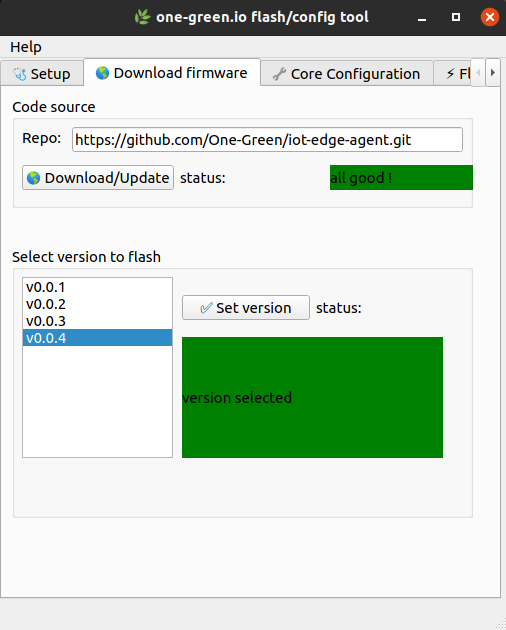 one-green.io flash/config tool
Help
Setup
Download firmware
Core Configuration
Code source
Repo: https://github.com/One-Green/iot-edge-agent.git
Download/Update status: all good !
Select version to flash
v0.0.1
v0.0.2
v0.0.3
v0.0.4
Set version status:
version selected